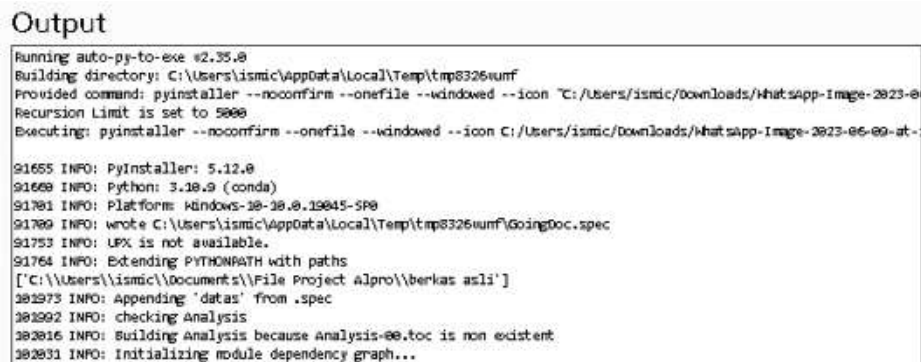 Output
Running auto-py-to-exe v2.35.0
Building directory: C:\Users\ismic\AppData\Local\Temp\
Provided command: pyinstaller --noconfirm --onefile --windowed --icon "C:/Users/ismic/Downloads/WhatsApp-Image-2023-0
Recursion Limit is set to 5000
Executing: pyinstaller --noconfirm --onefile --windowed --icon C:/Users/ismic/Downloads/WhatsApp-Image-2023-06-09-at-
91655 INFO: PyInstaller: 5.12.0
91660 INFO: Python: 3.10.9 (conda)
91701 INFO: Platform: Windows-10-10.0.19045-SP0
91709 INFO: wrote C:\Users\ismic\AppData\Local\Temp\ \GoingDoc.spec
91753 INFO: UPX is not available.
91764 INFO: Extending PYTHONPATH with paths
['C:\\Users\\ismic\\Documents\\File Project Alpro\\berkas asli']
101973 INFO: Appending 'datas' from .spec
101992 INFO: checking Analysis
102016 INFO: Building Analysis because Analysis-00.toc is non existent
102031 INFO: Initializing module dependency graph...